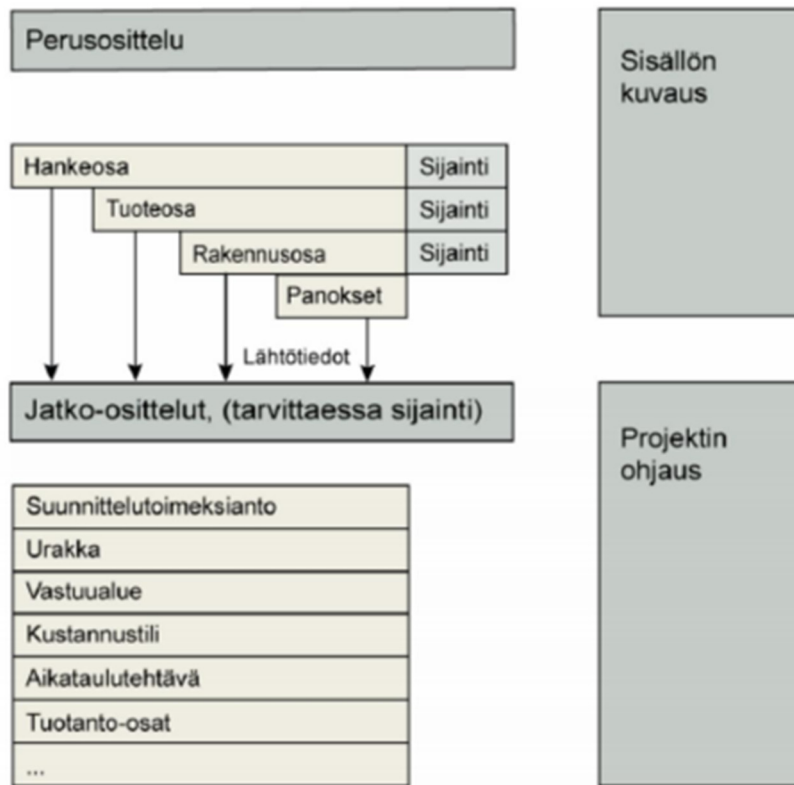 Perusosittelu
Sisällön
kuvaus
Hankeosa
Sijainti
Tuoteosa
Sijainti
Rakennusosa
Sijainti
Panokset
Lähtötiedot
Jatko-osittelut, (tarvittaessa sijainti)
Projektin
ohjaus
Suunnittelutoimeksianto
Urakka
Vastuualue
Kustannustili
Aikataulutehtävä
Tuotanto-osat
...